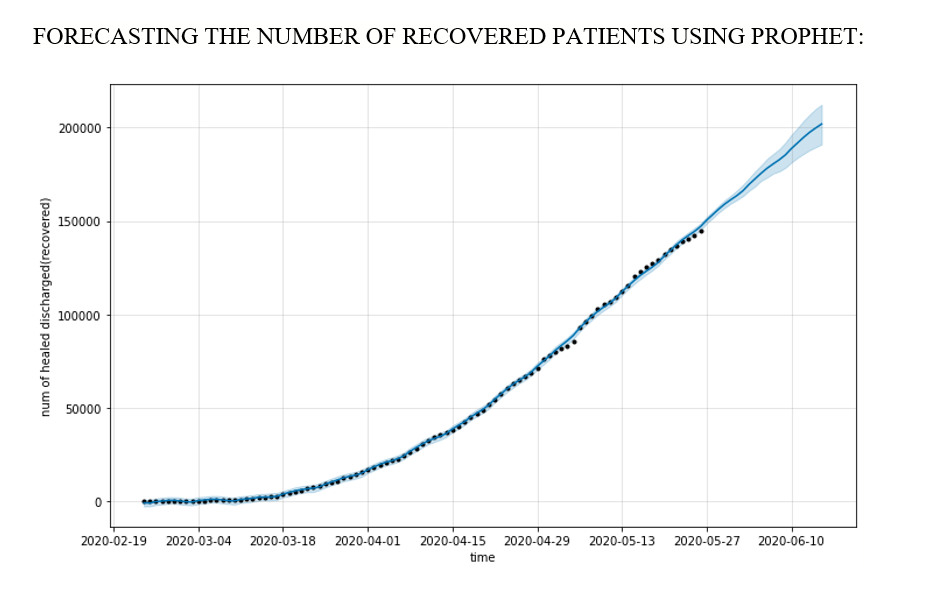 FORECASTING THE NUMBER OF RECOVERED PATIENTS USING PROPHET:
200000
150000
100000
50000
0
num of healed discharged(recovered)
2020-02-19 2020-03-04 2020-03-18 2020-04-01 2020-04-15 2020-04-29 2020-05-13 2020-05-27 2020-06-10
time